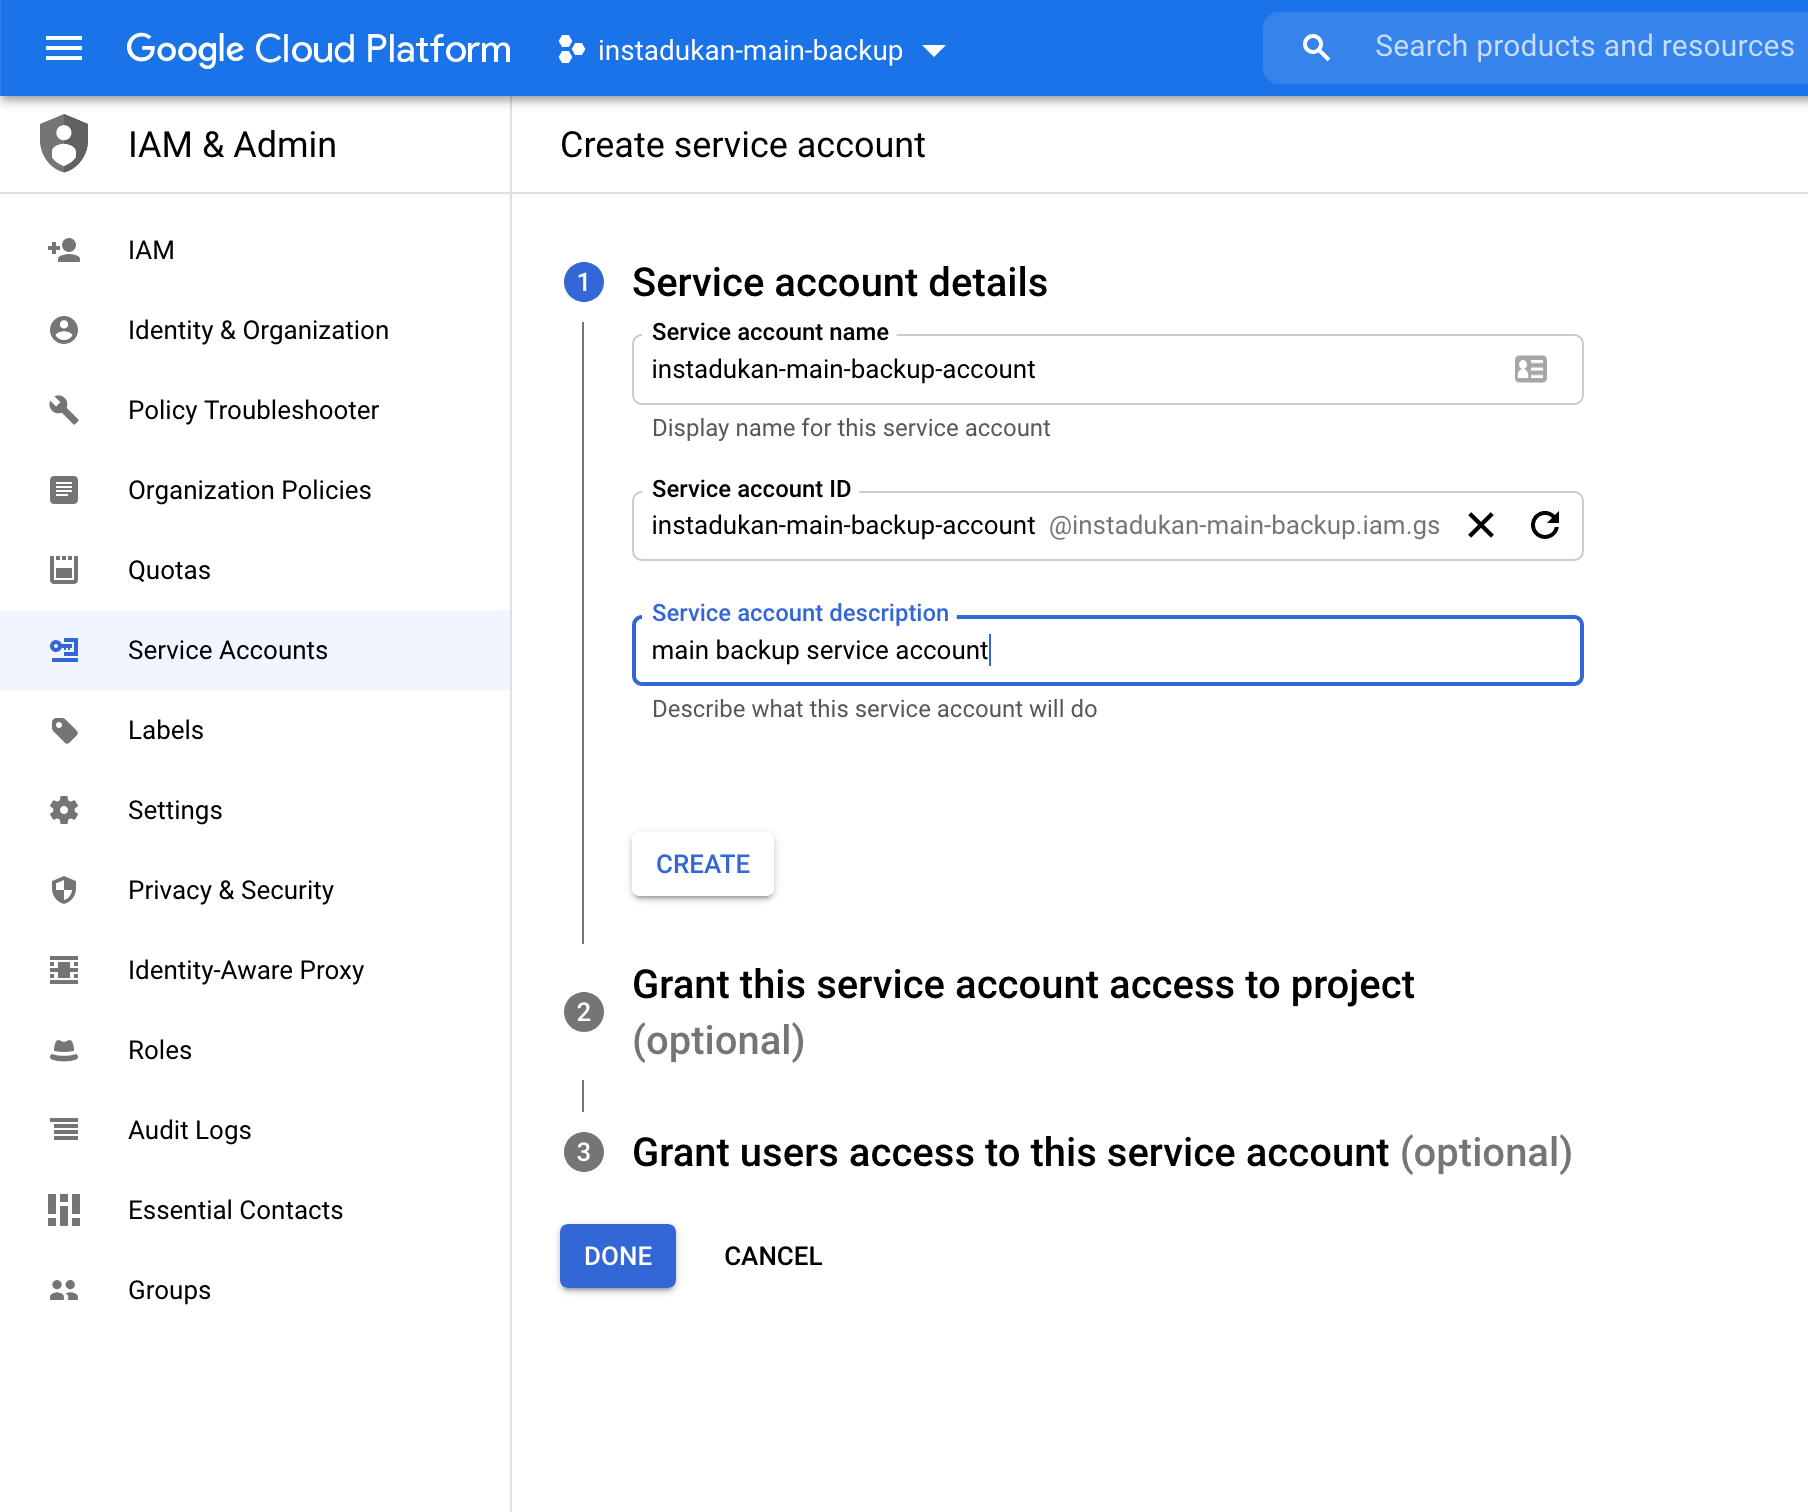 Google Cloud Platform
instadukan-main-backup
Search products and resources
IAM & Admin
Create service account
IAM
Identity & Organization
Policy Troubleshooter
Organization Policies
Quotas
Service Accounts
Labels
Settings
Privacy & Security
Identity-Aware Proxy
Roles
Audit Logs
Essential Contacts
Groups
1
Service account details
Service account name
instadukan-main-backup-account
Display name for this service account
Service account ID
instadukan-main-backup-account @instadukan-main-backup.iam.gs
Service account description
main backup service account
Describe what this service account will do
CREATE
2
Grant this service account access to project
(optional)
3
Grant users access to this service account (optional)
DONE
CANCEL